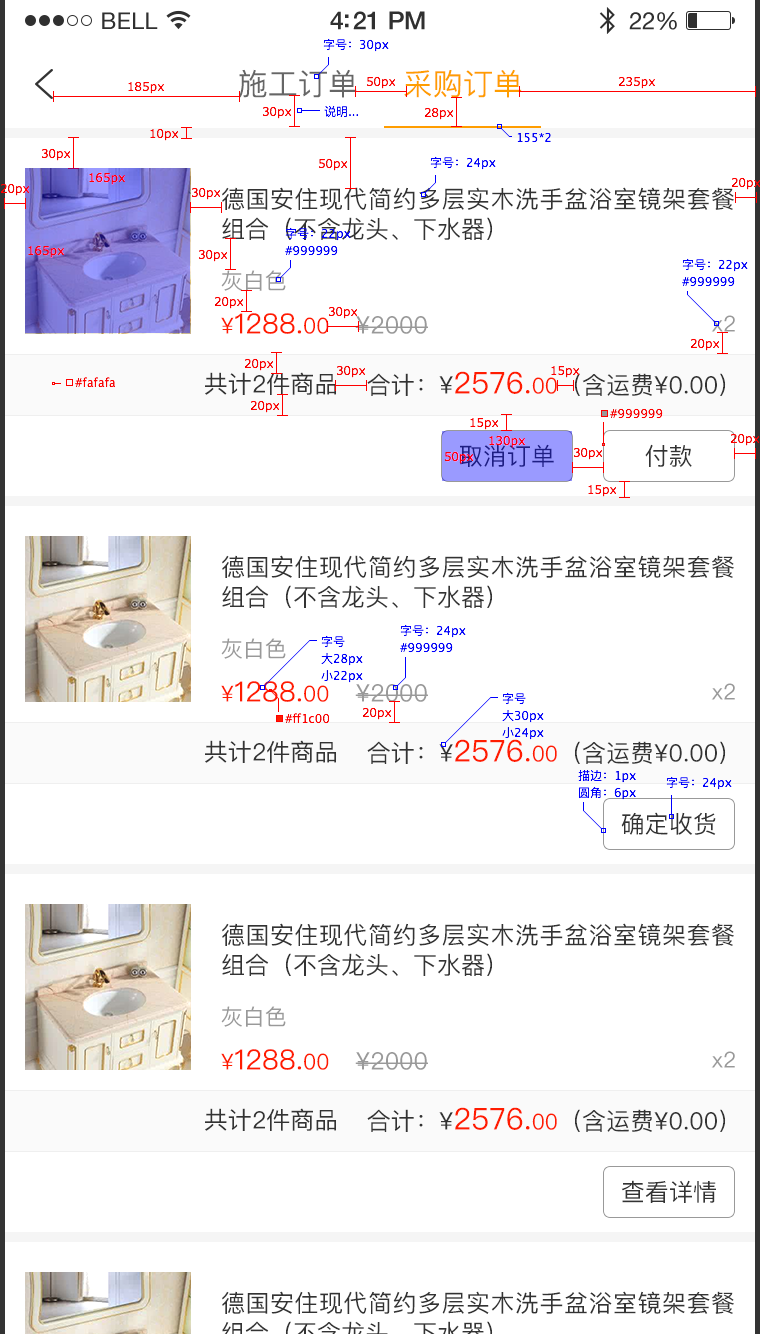 BELL 4:21 PM 22%
字号：30px
施工订单 50px 采购订单 235px
185px
30px 说明... 28px
10px 155*2
30px 50px 字号：24px
20px 165px 30px 20px
德国安住现代简约多层实木洗手盆浴室镜架套餐
组合（不含龙头、下水器）
字号：22px
#999999
165px 30px
灰白色
字号：22px
#999999
20px
¥1288.00 30px ¥2000 x2
20px
20px 30px 15px
#fafafa 共计2件商品 合计：¥2576.00（含运费¥0.00）
20px
15px #999999
130px 20px
50px 取消订单 30px 付款
15px
德国安住现代简约多层实木洗手盆浴室镜架套餐
组合（不含龙头、下水器）
灰白色
字号
大28px
小22px
字号：24px
#999999
¥1288.00 ¥2000 x2
#ff1c00 20px
字号
大30px
小24px
共计2件商品 合计：¥2576.00（含运费¥0.00）
描边：1px
圆角：6px
字号：24px
确定收货
德国安住现代简约多层实木洗手盆浴室镜架套餐
组合（不含龙头、下水器）
灰白色
¥1288.00 ¥2000 x2
共计2件商品 合计：¥2576.00（含运费¥0.00）
查看详情
德国安住现代简约多层实木洗手盆浴室镜架套餐
组合（不含龙头、下水器）